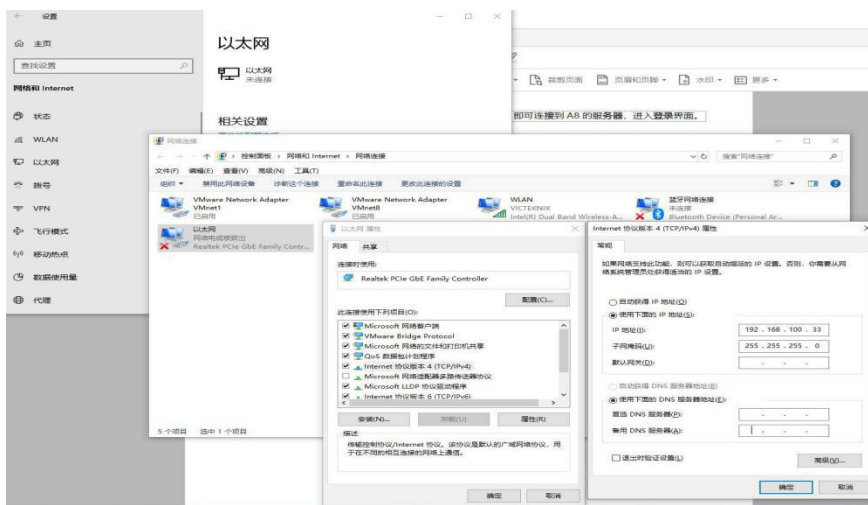 设置
主页
查找设置
网络和 Internet
状态
WLAN
以太网
拨号
VPN
飞行模式
移动热点
数据使用量
代理
以太网
以太网
未连接
相关设置
裁剪页面
页眉和页脚
水印
更多
即可连接到 A8 的服务器，进入登录界面。
网络连接
控制面板 › 网络和 Internet › 网络连接
搜索"网络连接"
文件(F) 编辑(E) 查看(V) 高级(N) 工具(T)
组织 禁用此网络设备 诊断这个连接 重命名此连接 更改此连接的设置
VMware Network Adapter
VMnet1
已启用
VMware Network Adapter
VMnet8
已启用
WLAN
VICTEKNIX
Intel(R) Dual Band Wireless-A...
蓝牙网络连接
未连接
Bluetooth Device (Personal Ar...
以太网
网络电缆被拔出
Realtek PCIe GbE Family Contr...
5 个项目 选中 1 个项目
以太网 属性
网络 共享
连接时使用:
Realtek PCIe GbE Family Controller
配置(C)...
此连接使用下列项目(O):
Microsoft 网络客户端
VMware Bridge Protocol
Microsoft 网络的文件和打印机共享
QoS 数据包计划程序
Internet 协议版本 4 (TCP/IPv4)
Microsoft 网络适配器多路传送器协议
Microsoft LLDP 协议驱动程序
Internet 协议版本 6 (TCP/IPv6)
安装(N)... 卸载(U) 属性(R)
描述
传输控制协议/Internet 协议。该协议是默认的广域网络协议，用
于在不同的相互连接的网络上通信。
确定 取消
Internet 协议版本 4 (TCP/IPv4) 属性
常规
如果网络支持此功能，则可以获取自动指派的 IP 设置。否则，你需要从网
络系统管理员处获得适当的 IP 设置。
自动获得 IP 地址(O)
使用下面的 IP 地址(S):
IP 地址(I): 192 . 168 . 100 . 33
子网掩码(U): 255 . 255 . 255 . 0
默认网关(D):
自动获得 DNS 服务器地址(B)
使用下面的 DNS 服务器地址(E):
首选 DNS 服务器(P):
备用 DNS 服务器(A):
退出时验证设置(L)
高级(V)...
确定 取消